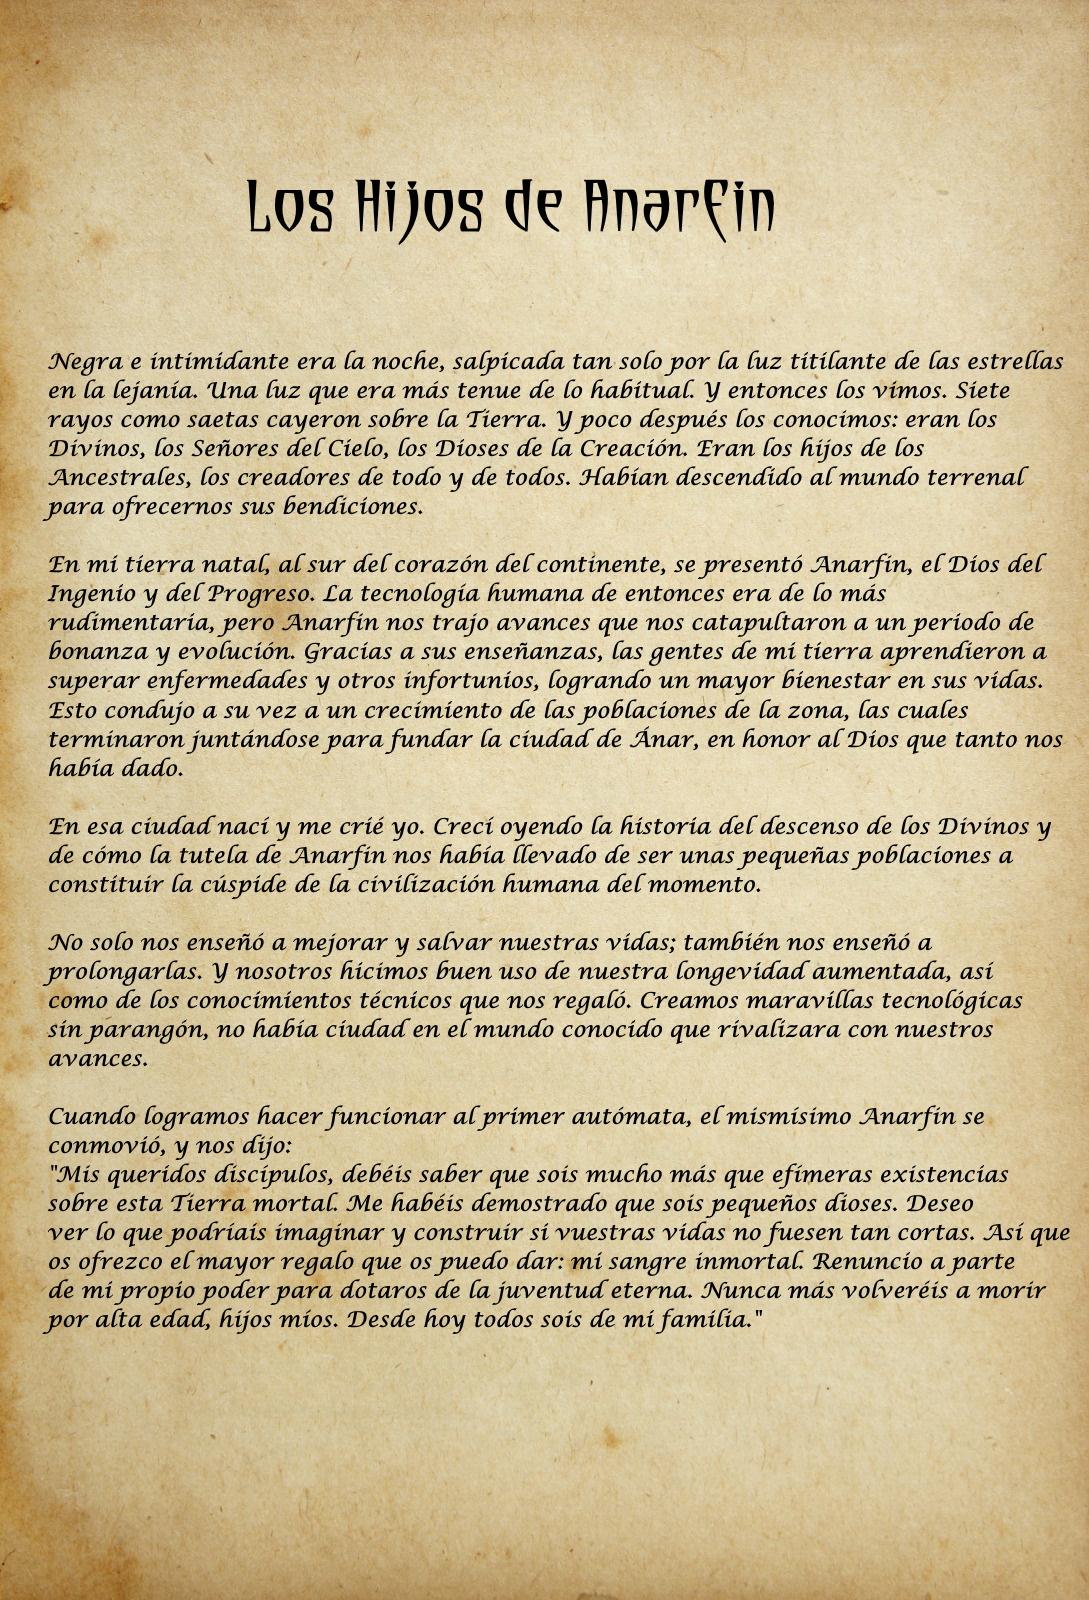 Los Hijos de Anarfin
Negra e intimidante era la noche, salpicada tan solo por la luz titilante de las estrellas
en la lejanía. Una luz que era más tenue de lo habitual. Y entonces los vimos. Siete
rayos como saetas cayeron sobre la Tierra. Y poco después los conocimos: eran los
Divinos, los Señores del Cielo, los Dioses de la Creación. Eran los hijos de los
Ancestrales, los creadores de todo y de todos. Habían descendido al mundo terrenal
para ofrecernos sus bendiciones.
En mi tierra natal, al sur del corazón del continente, se presentó Anarfin, el Dios del
Ingenio y del Progreso. La tecnología humana de entonces era de lo más
rudimentaria, pero Anarfin nos trajo avances que nos catapultaron a un periodo de
bonanza y evolución. Gracias a sus enseñanzas, las gentes de mi tierra aprendieron a
superar enfermedades y otros infortunios, logrando un mayor bienestar en sus vidas.
Esto condujo a su vez a un crecimiento de las poblaciones de la zona, las cuales
terminaron juntándose para fundar la ciudad de Ánar, en honor al Dios que tanto nos
había dado.
En esa ciudad nací y me crié yo. Crecí oyendo la historia del descenso de los Divinos y
de cómo la tutela de Anarfin nos había llevado de ser unas pequeñas poblaciones a
constituir la cúspide de la civilización humana del momento.
No solo nos enseñó a mejorar y salvar nuestras vidas; también nos enseñó a
prolongarlas. Y nosotros hicimos buen uso de nuestra longevidad aumentada, así
como de los conocimientos técnicos que nos regaló. Creamos maravillas tecnológicas
sin parangón, no había ciudad en el mundo conocido que rivalizara con nuestros
avances.
Cuando logramos hacer funcionar al primer autómata, el mismísimo Anarfin se
conmovió, y nos dijo:
"Mis queridos discípulos, debéis saber que sois mucho más que efímeras existencias
sobre esta Tierra mortal. Me habéis demostrado que sois pequeños dioses. Deseo
ver lo que podríais imaginar y construir si vuestras vidas no fuesen tan cortas. Así que
os ofrezco el mayor regalo que os puedo dar: mi sangre inmortal. Renuncio a parte
de mi propio poder para dotaros de la juventud eterna. Nunca más volveréis a morir
por alta edad, hijos míos. Desde hoy todos sois de mi familia."